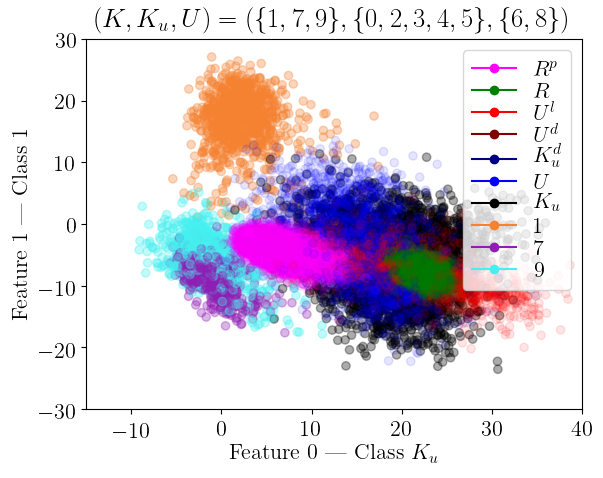 (K, K_u, U) = ({1, 7, 9}, {0, 2, 3, 4, 5}, {6, 8})
30
20
10
0
−10
−20
−30
Feature 1 — Class 1
R^p
R
U^l
U^d
K_u^d
U
K_u
1
7
9
−10 0 10 20 30 40
Feature 0 — Class K_u